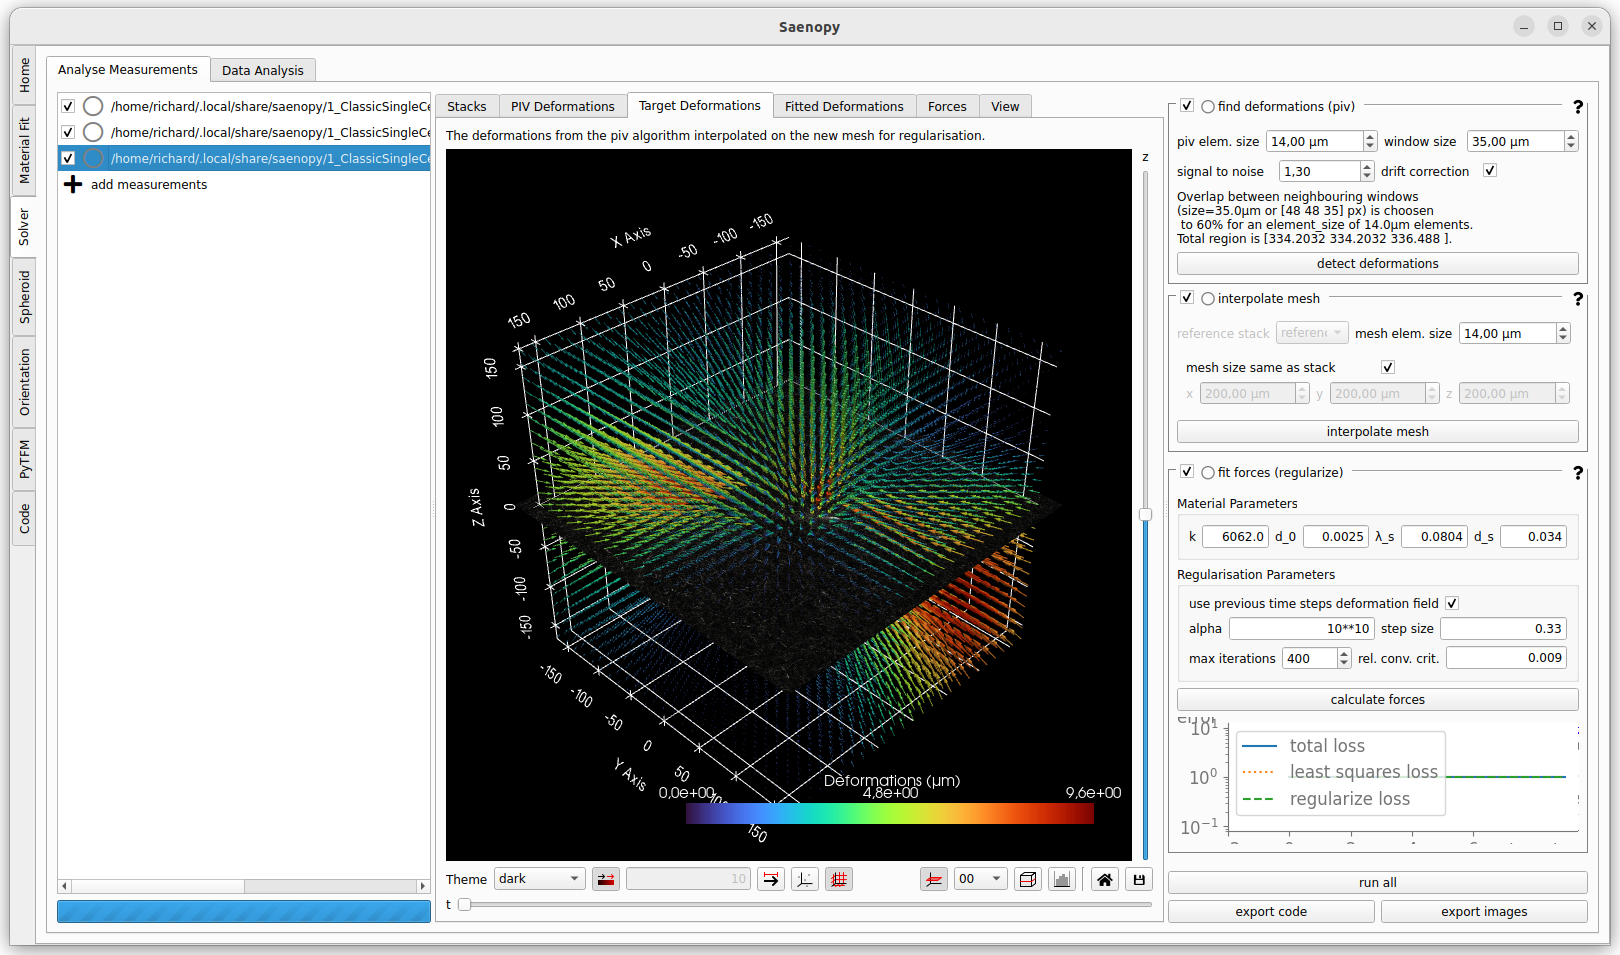 Saenopy
Home
Material Fit
Solver
Spheroid
Orientation
PyTFM
Code
Analyse Measurements
Data Analysis
/home/richard/.local/share/saenopy/1_ClassicSingleCe
/home/richard/.local/share/saenopy/1_ClassicSingleCe
/home/richard/.local/share/saenopy/1_ClassicSingleCe
add measurements
Stacks
PIV Deformations
Target Deformations
Fitted Deformations
Forces
View
The deformations from the piv algorithm interpolated on the new mesh for regularisation.
z
X Axis
-150
-100
-50
0
50
100
150
Z Axis
150
100
50
0
-50
-100
-150
Y Axis
-150
-100
-50
0
50
100
150
Deformations (µm)
0,0e+00
4,8e+00
9,6e+00
Theme
dark
10
00
t
find deformations (piv)
?
piv elem. size 14,00 µm window size 35,00 µm
signal to noise 1,30 drift correction
Overlap between neighbouring windows
(size=35.0µm or [48 48 35] px) is choosen
to 60% for an element_size of 14.0µm elements.
Total region is [334.2032 334.2032 336.488 ].
detect deformations
interpolate mesh
?
reference stack referenc mesh elem. size 14,00 µm
mesh size same as stack
x 200,00 µm y 200,00 µm z 200,00 µm
interpolate mesh
fit forces (regularize)
?
Material Parameters
k 6062.0 d_0 0.0025 λ_s 0.0804 d_s 0.034
Regularisation Parameters
use previous time steps deformation field
alpha 10**10 step size 0.33
max iterations 400 rel. conv. crit. 0.009
calculate forces
error
10¹
10⁰
10⁻¹
total loss
least squares loss
regularize loss
run all
export code
export images